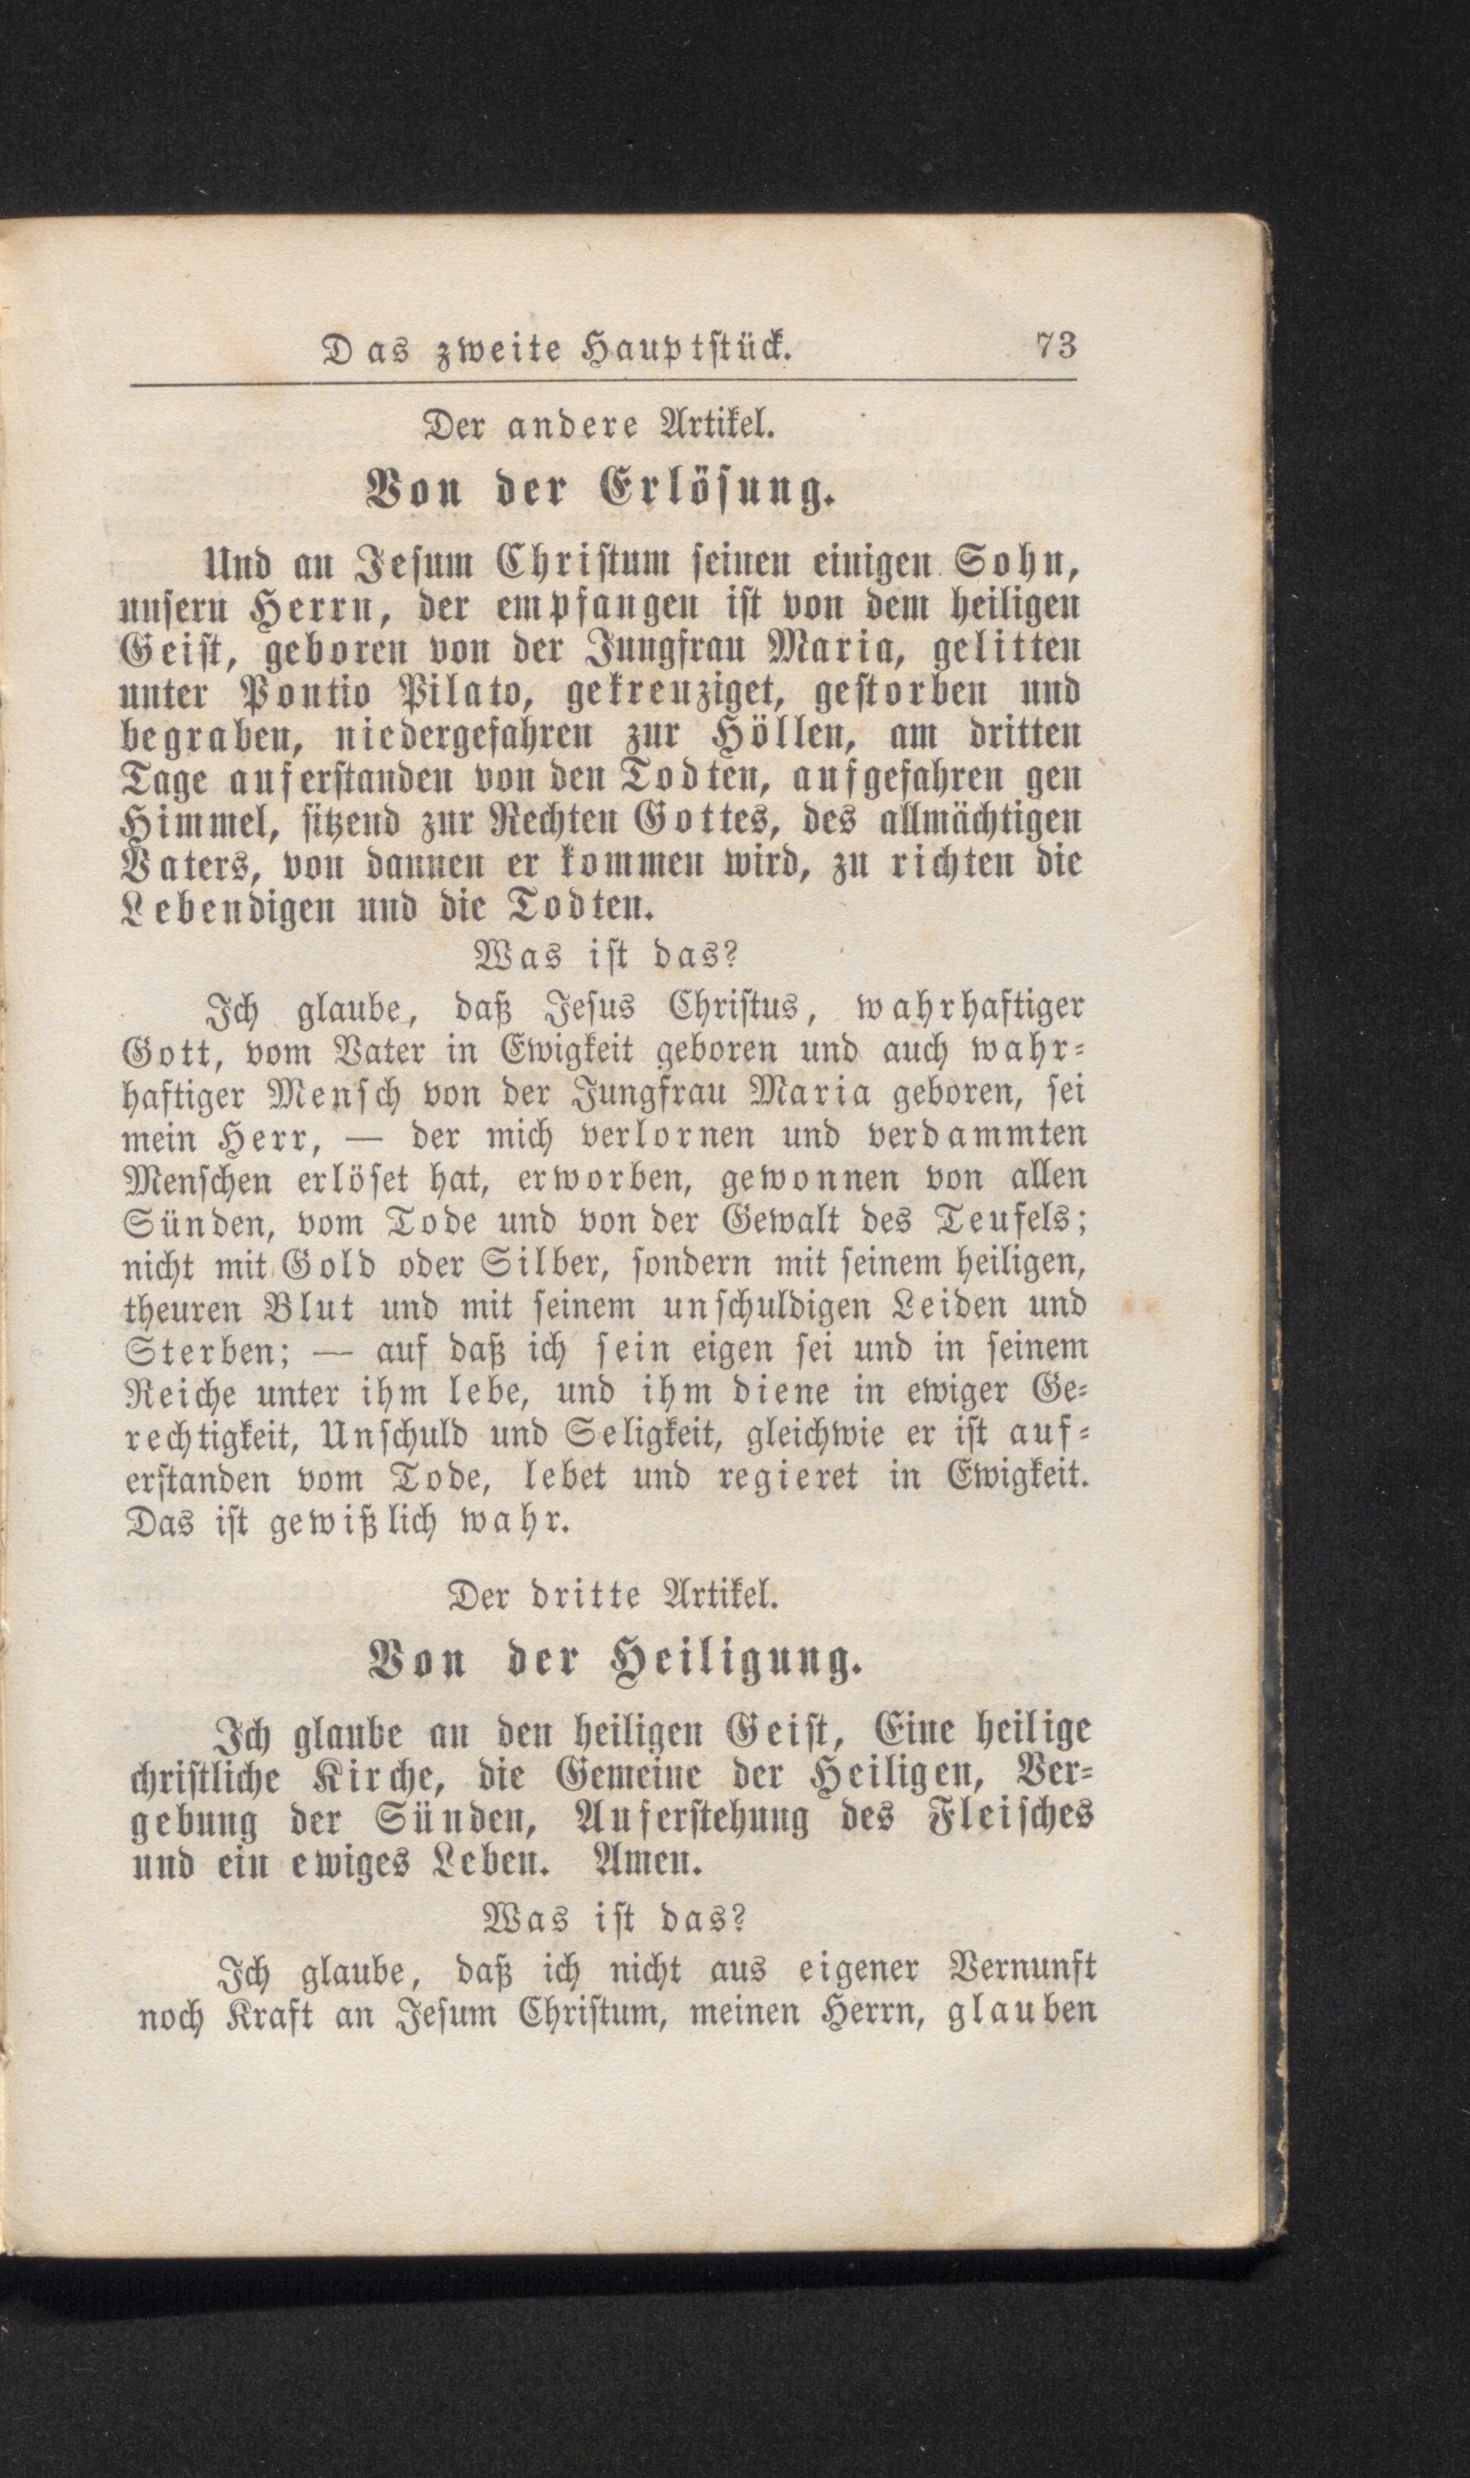 Das zweite Hauptstück. 73
Der andere Artikel.
Von der Erlösung.
Und an Jesum Christum seinen einigen Sohn,
unsern Herrn, der empfangen ist von dem heiligen
Geist, geboren von der Jungfrau Maria, gelitten
unter Pontio Pilato, gekreuziget, gestorben und
begraben, niedergefahren zur Höllen, am dritten
Tage auferstanden von den Todten, aufgefahren gen
Himmel, sitzend zur Rechten Gottes, des allmächtigen
Vaters, von dannen er kommen wird, zu richten die
Lebendigen und die Todten.
Was ist das?
Ich glaube, daß Jesus Christus, wahrhaftiger
Gott, vom Vater in Ewigkeit geboren und auch wahr-
haftiger Mensch von der Jungfrau Maria geboren, sei
mein Herr, — der mich verlornen und verdammten
Menschen erlöset hat, erworben, gewonnen von allen
Sünden, vom Tode und von der Gewalt des Teufels;
nicht mit Gold oder Silber, sondern mit seinem heiligen,
theuren Blut und mit seinem unschuldigen Leiden und
Sterben; — auf daß ich sein eigen sei und in seinem
Reiche unter ihm lebe, und ihm diene in ewiger Ge-
rechtigkeit, Unschuld und Seligkeit, gleichwie er ist auf-
erstanden vom Tode, lebet und regieret in Ewigkeit.
Das ist gewißlich wahr.
Der dritte Artikel.
Von der Heiligung.
Ich glaube an den heiligen Geist, Eine heilige
christliche Kirche, die Gemeine der Heiligen, Ver-
gebung der Sünden, Auferstehung des Fleisches
und ein ewiges Leben. Amen.
Was ist das?
Ich glaube, daß ich nicht aus eigener Vernunft
noch Kraft an Jesum Christum, meinen Herrn, glauben